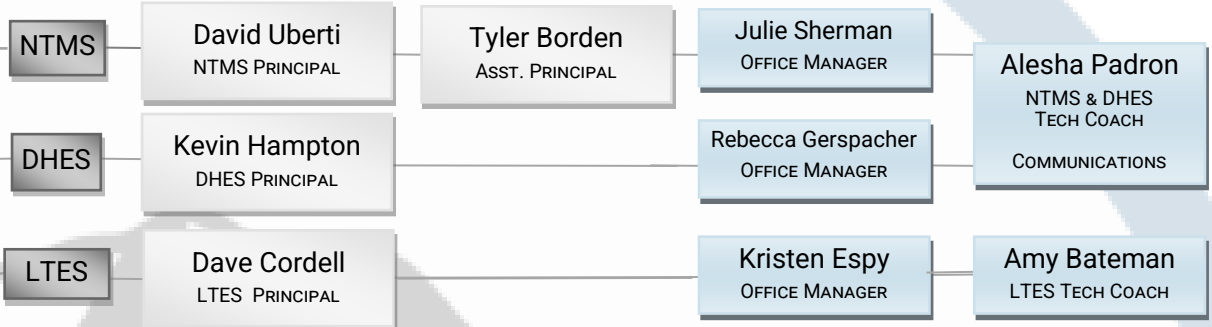 NTMS
David Uberti
NTMS PRINCIPAL
Tyler Borden
ASST. PRINCIPAL
Julie Sherman
OFFICE MANAGER
Alesha Padron
NTMS & DHES
TECH COACH
COMMUNICATIONS
DHES
Kevin Hampton
DHES PRINCIPAL
Rebecca Gerspacher
OFFICE MANAGER
LTES
Dave Cordell
LTES PRINCIPAL
Kristen Espy
OFFICE MANAGER
Amy Bateman
LTES TECH COACH